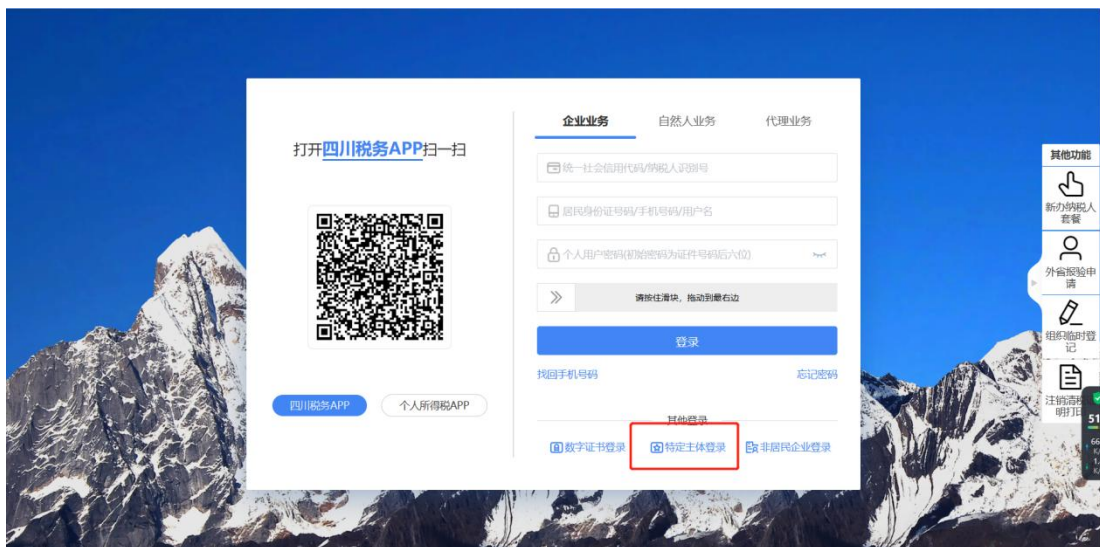 打开四川税务APP扫一扫
四川税务APP
个人所得税APP
企业业务
自然人业务
代理业务
统一社会信用代码/纳税人识别号
居民身份证号码/手机号码/用户名
个人用户密码(初始密码为证件号码后六位)
请按住滑块，拖动到最右边
登录
找回手机号码
忘记密码
其他登录
数字证书登录
特定主体登录
非居民企业登录
其他功能
新办纳税人
套餐
外省报验申
请
组织临时登
记
注销清税
明打印
51